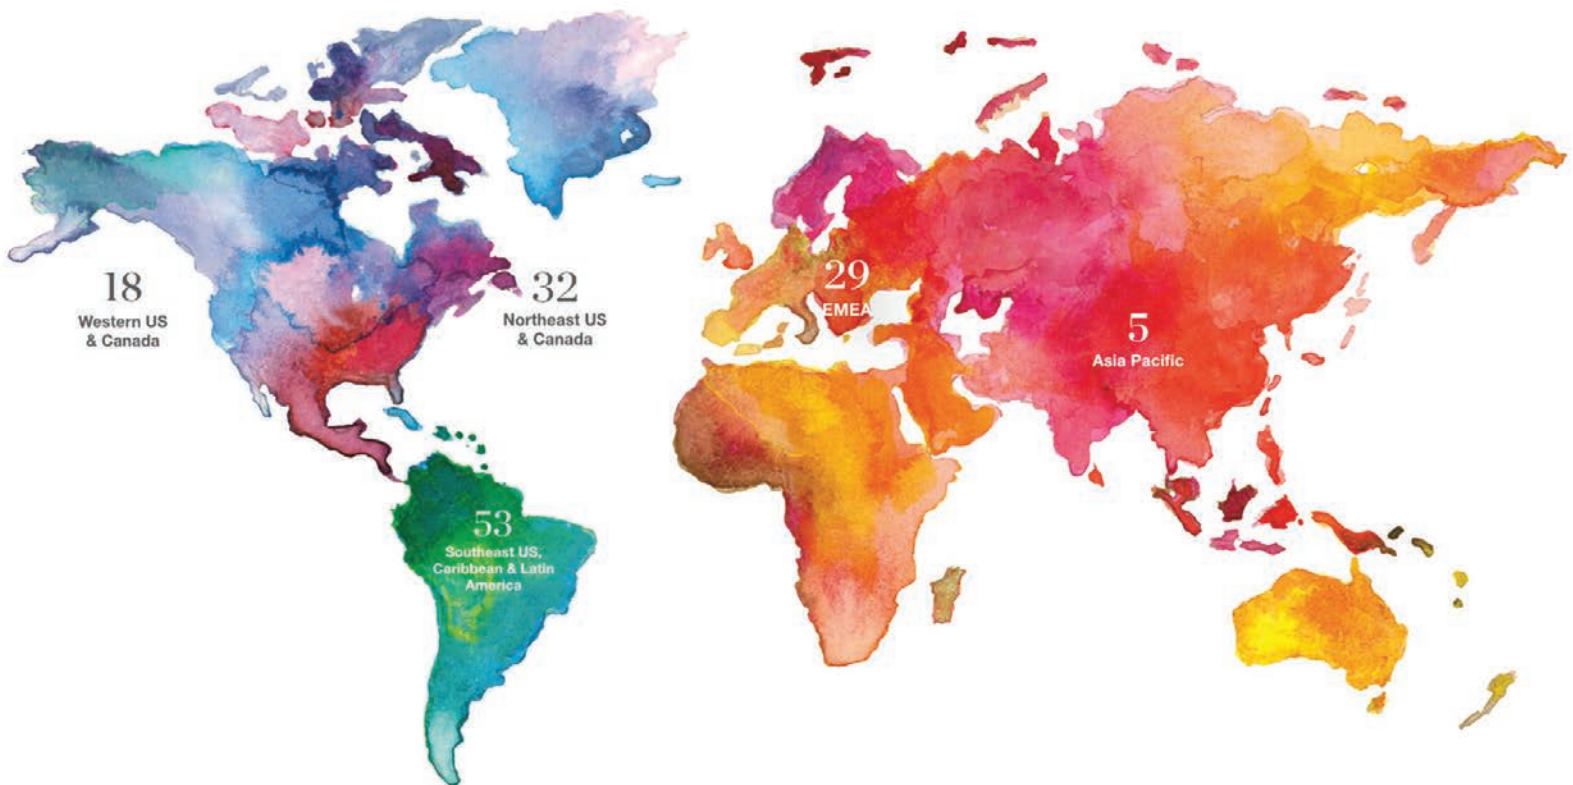 18
Western US
& Canada
32
Northeast US
& Canada
29
EMEA
5
Asia Pacific
53
Southeast US,
Caribbean & Latin
America